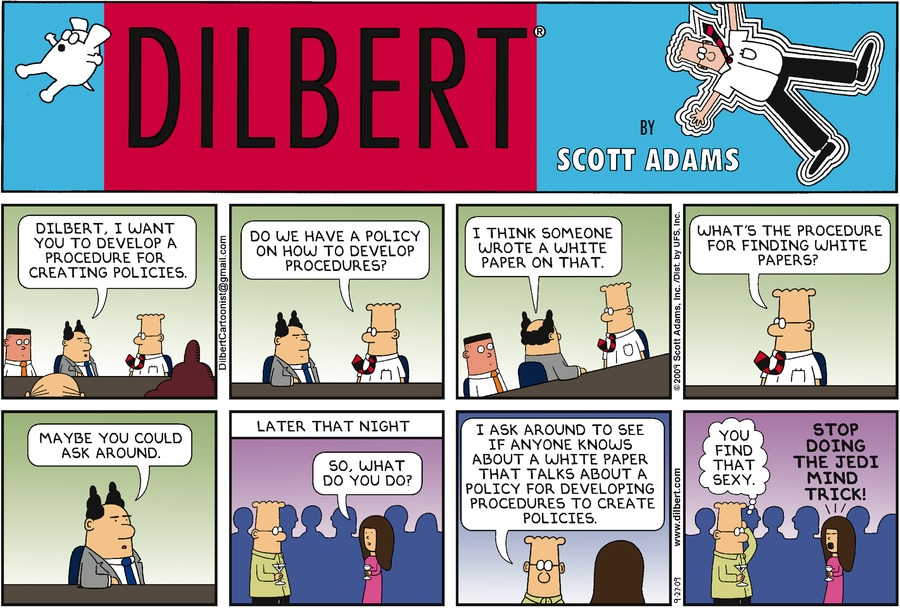 DILBERT®
BY
SCOTT ADAMS
DILBERT, I WANT
YOU TO DEVELOP A
PROCEDURE FOR
CREATING POLICIES.
DilbertCartoonist@gmail.com
DO WE HAVE A POLICY
ON HOW TO DEVELOP
PROCEDURES?
I THINK SOMEONE
WROTE A WHITE
PAPER ON THAT.
© 2009 Scott Adams, Inc./Dist. by UFS, Inc.
WHAT'S THE PROCEDURE
FOR FINDING WHITE
PAPERS?
MAYBE YOU COULD
ASK AROUND.
LATER THAT NIGHT
SO, WHAT
DO YOU DO?
I ASK AROUND TO SEE
IF ANYONE KNOWS
ABOUT A WHITE PAPER
THAT TALKS ABOUT A
POLICY FOR DEVELOPING
PROCEDURES TO CREATE
POLICIES.
9-27-09
www.dilbert.com
YOU
FIND
THAT
SEXY.
STOP
DOING
THE JEDI
MIND
TRICK!